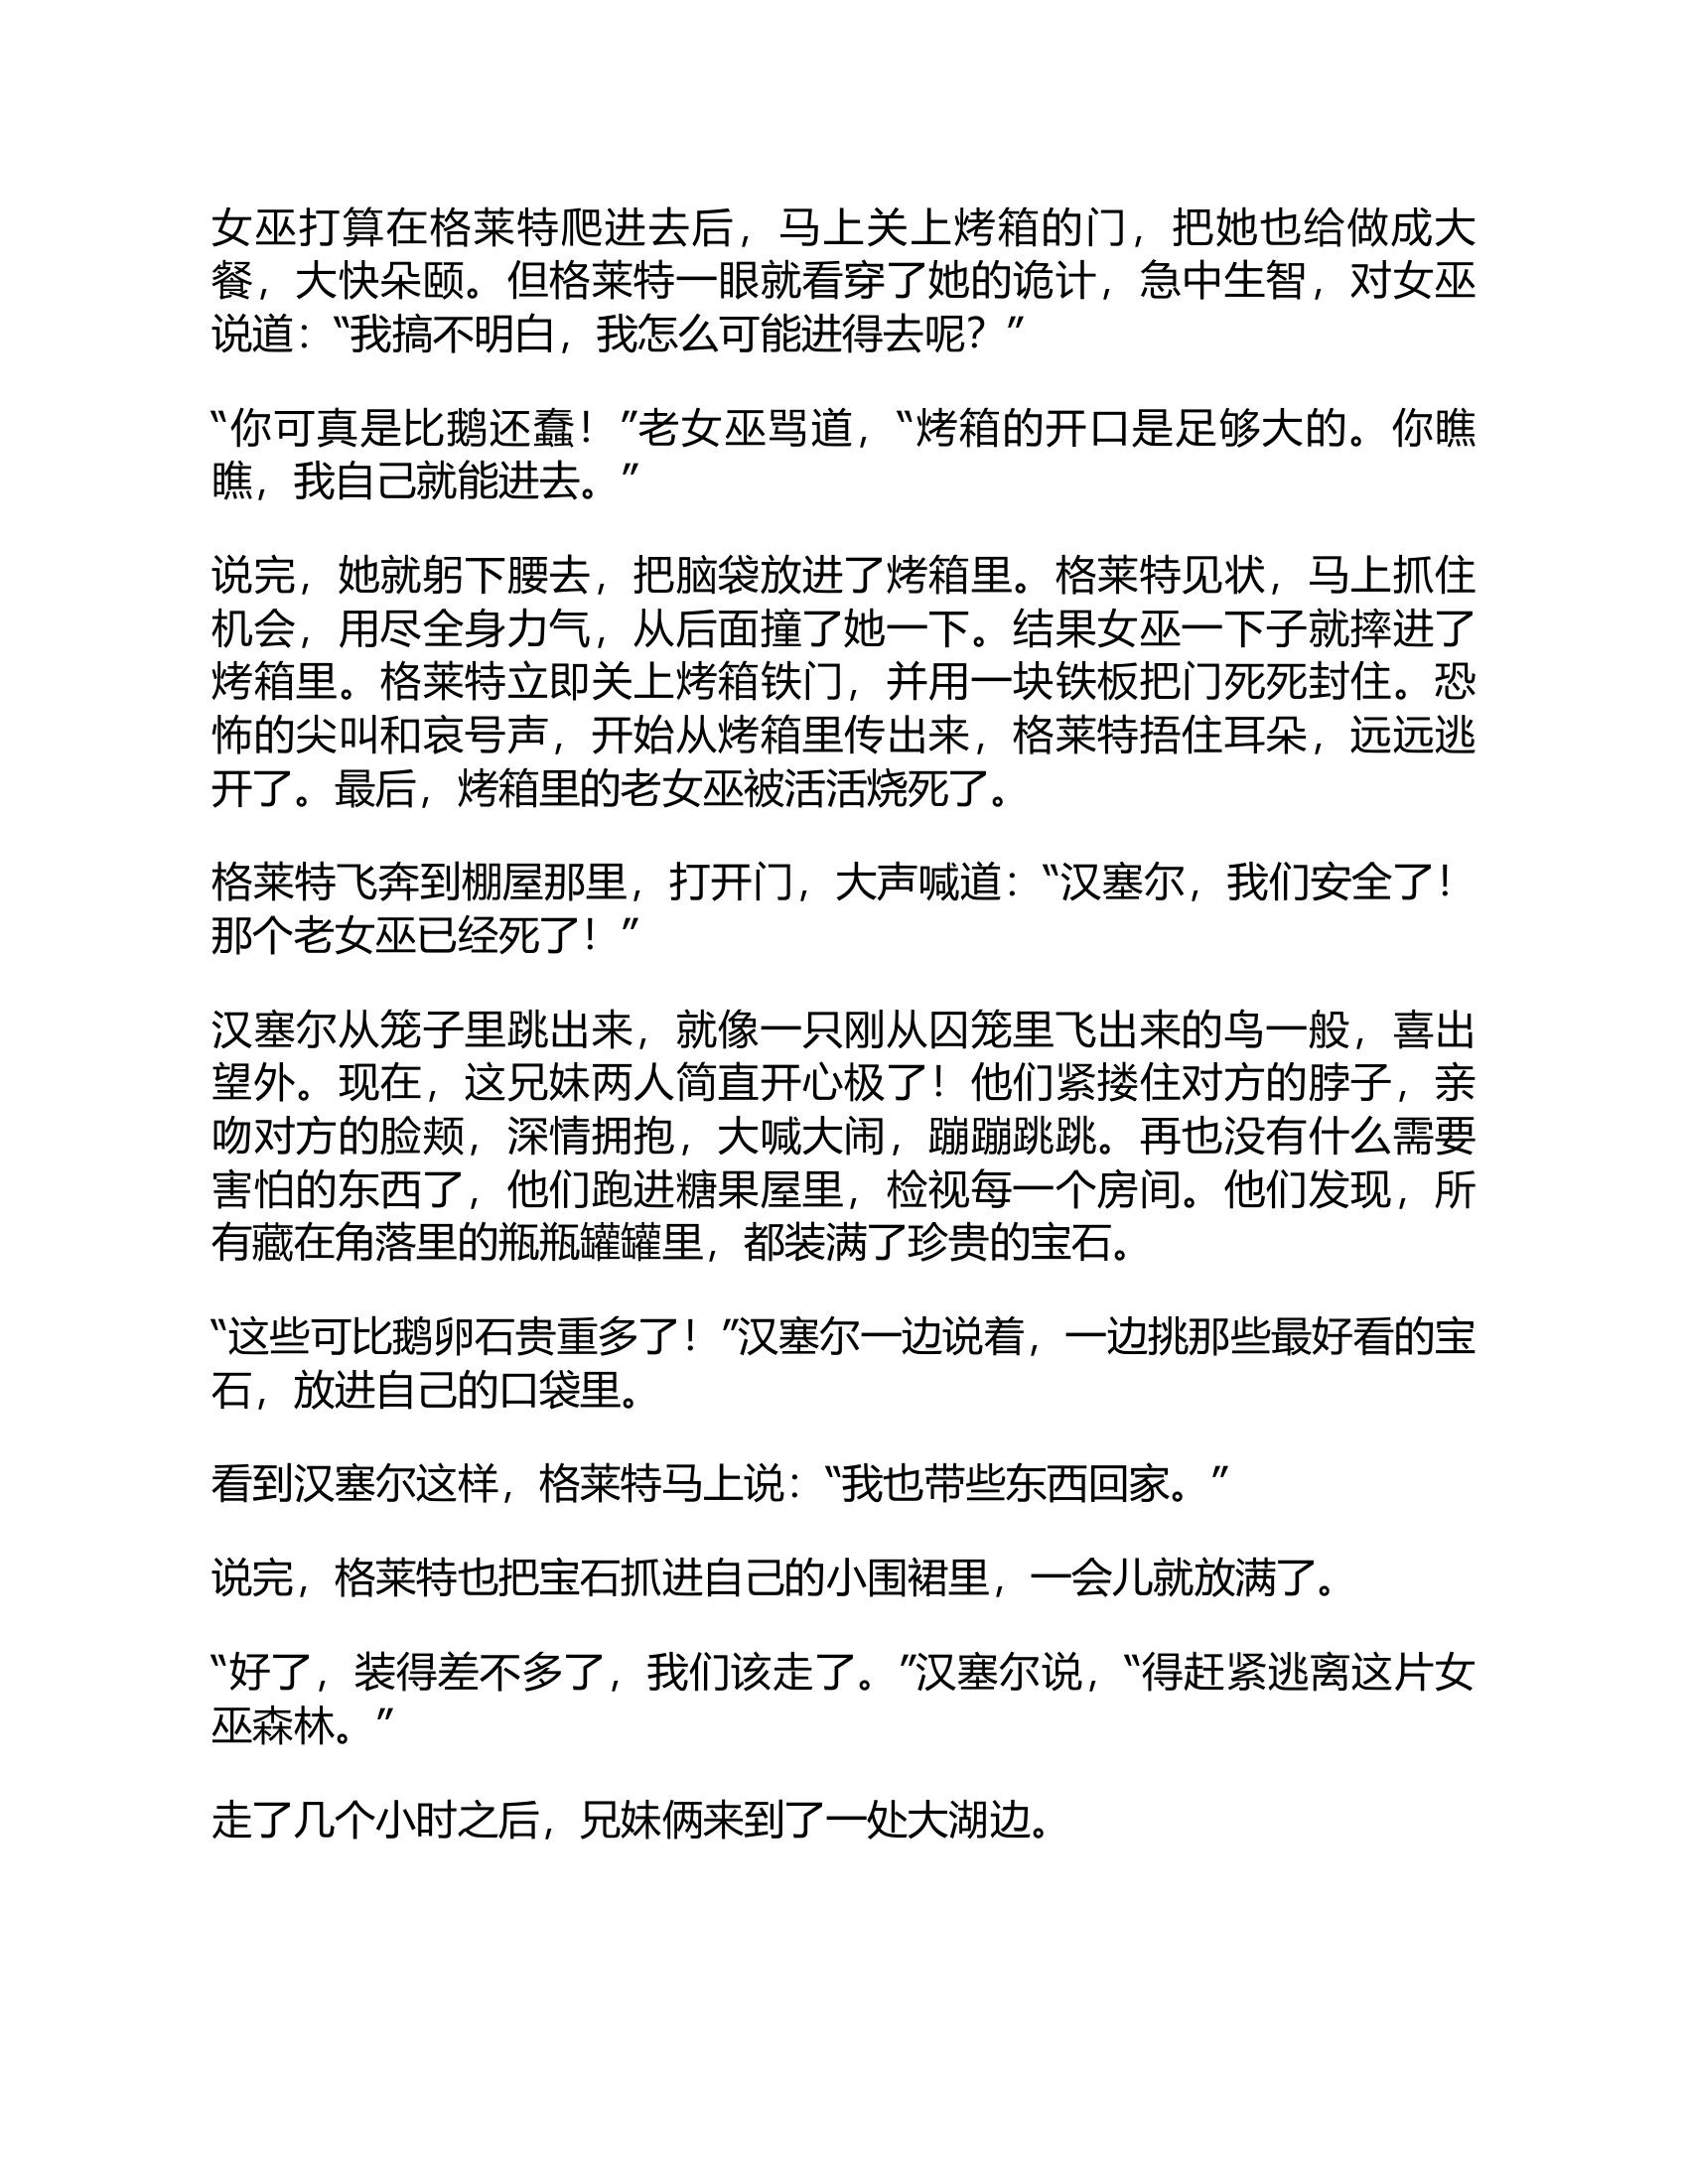 女巫打算在格莱特爬进去后，马上关上烤箱的门，把她也给做成大
餐，大快朵颐。但格莱特一眼就看穿了她的诡计，急中生智，对女巫
说道：“我搞不明白，我怎么可能进得去呢？”
“你可真是比鹅还蠢！”老女巫骂道，“烤箱的开口是足够大的。你瞧
瞧，我自己就能进去。”
说完，她就躬下腰去，把脑袋放进了烤箱里。格莱特见状，马上抓住
机会，用尽全身力气，从后面撞了她一下。结果女巫一下子就摔进了
烤箱里。格莱特立即关上烤箱铁门，并用一块铁板把门死死封住。恐
怖的尖叫和哀号声，开始从烤箱里传出来，格莱特捂住耳朵，远远逃
开了。最后，烤箱里的老女巫被活活烧死了。
格莱特飞奔到棚屋那里，打开门，大声喊道：“汉塞尔，我们安全了！
那个老女巫已经死了！”
汉塞尔从笼子里跳出来，就像一只刚从囚笼里飞出来的鸟一般，喜出
望外。现在，这兄妹两人简直开心极了！他们紧搂住对方的脖子，亲
吻对方的脸颊，深情拥抱，大喊大闹，蹦蹦跳跳。再也没有什么需要
害怕的东西了，他们跑进糖果屋里，检视每一个房间。他们发现，所
有藏在角落里的瓶瓶罐罐里，都装满了珍贵的宝石。
“这些可比鹅卵石贵重多了！”汉塞尔一边说着，一边挑那些最好看的宝
石，放进自己的口袋里。
看到汉塞尔这样，格莱特马上说：“我也带些东西回家。”
说完，格莱特也把宝石抓进自己的小围裙里，一会儿就放满了。
“好了，装得差不多了，我们该走了。”汉塞尔说，“得赶紧逃离这片女
巫森林。”
走了几个小时之后，兄妹俩来到了一处大湖边。